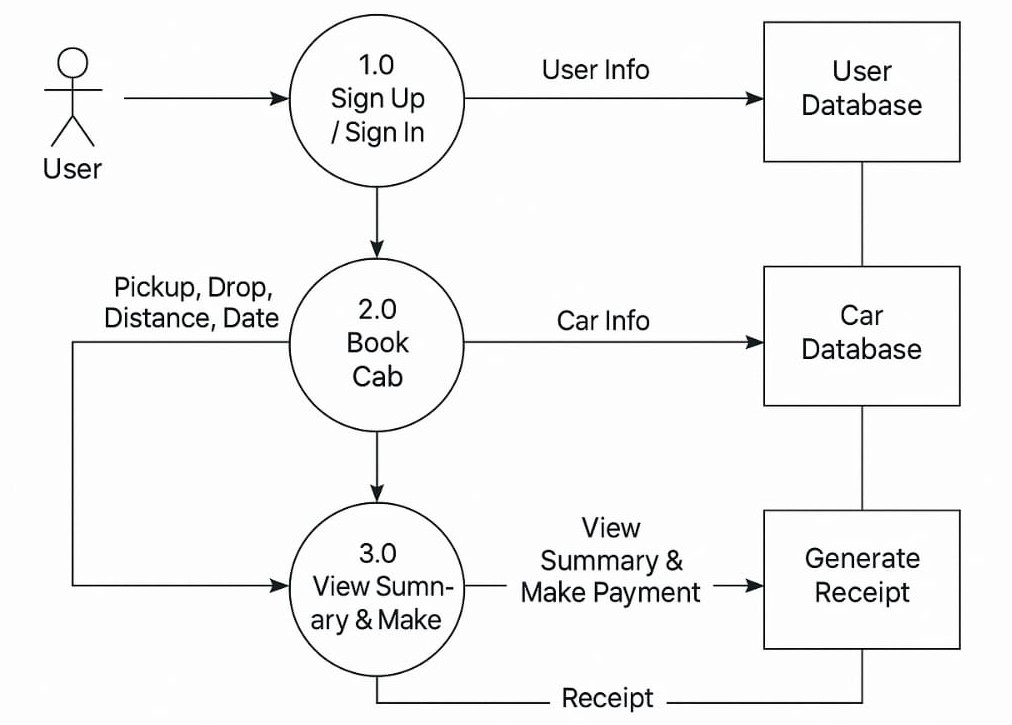 1.0
Sign Up
/ Sign In
User Info
User
Database
User
Pickup, Drop,
Distance, Date
2.0
Book
Cab
Car Info
Car
Database
3.0
View Sumn-
ary & Make
View
Summary &
Make Payment
Generate
Receipt
Receipt